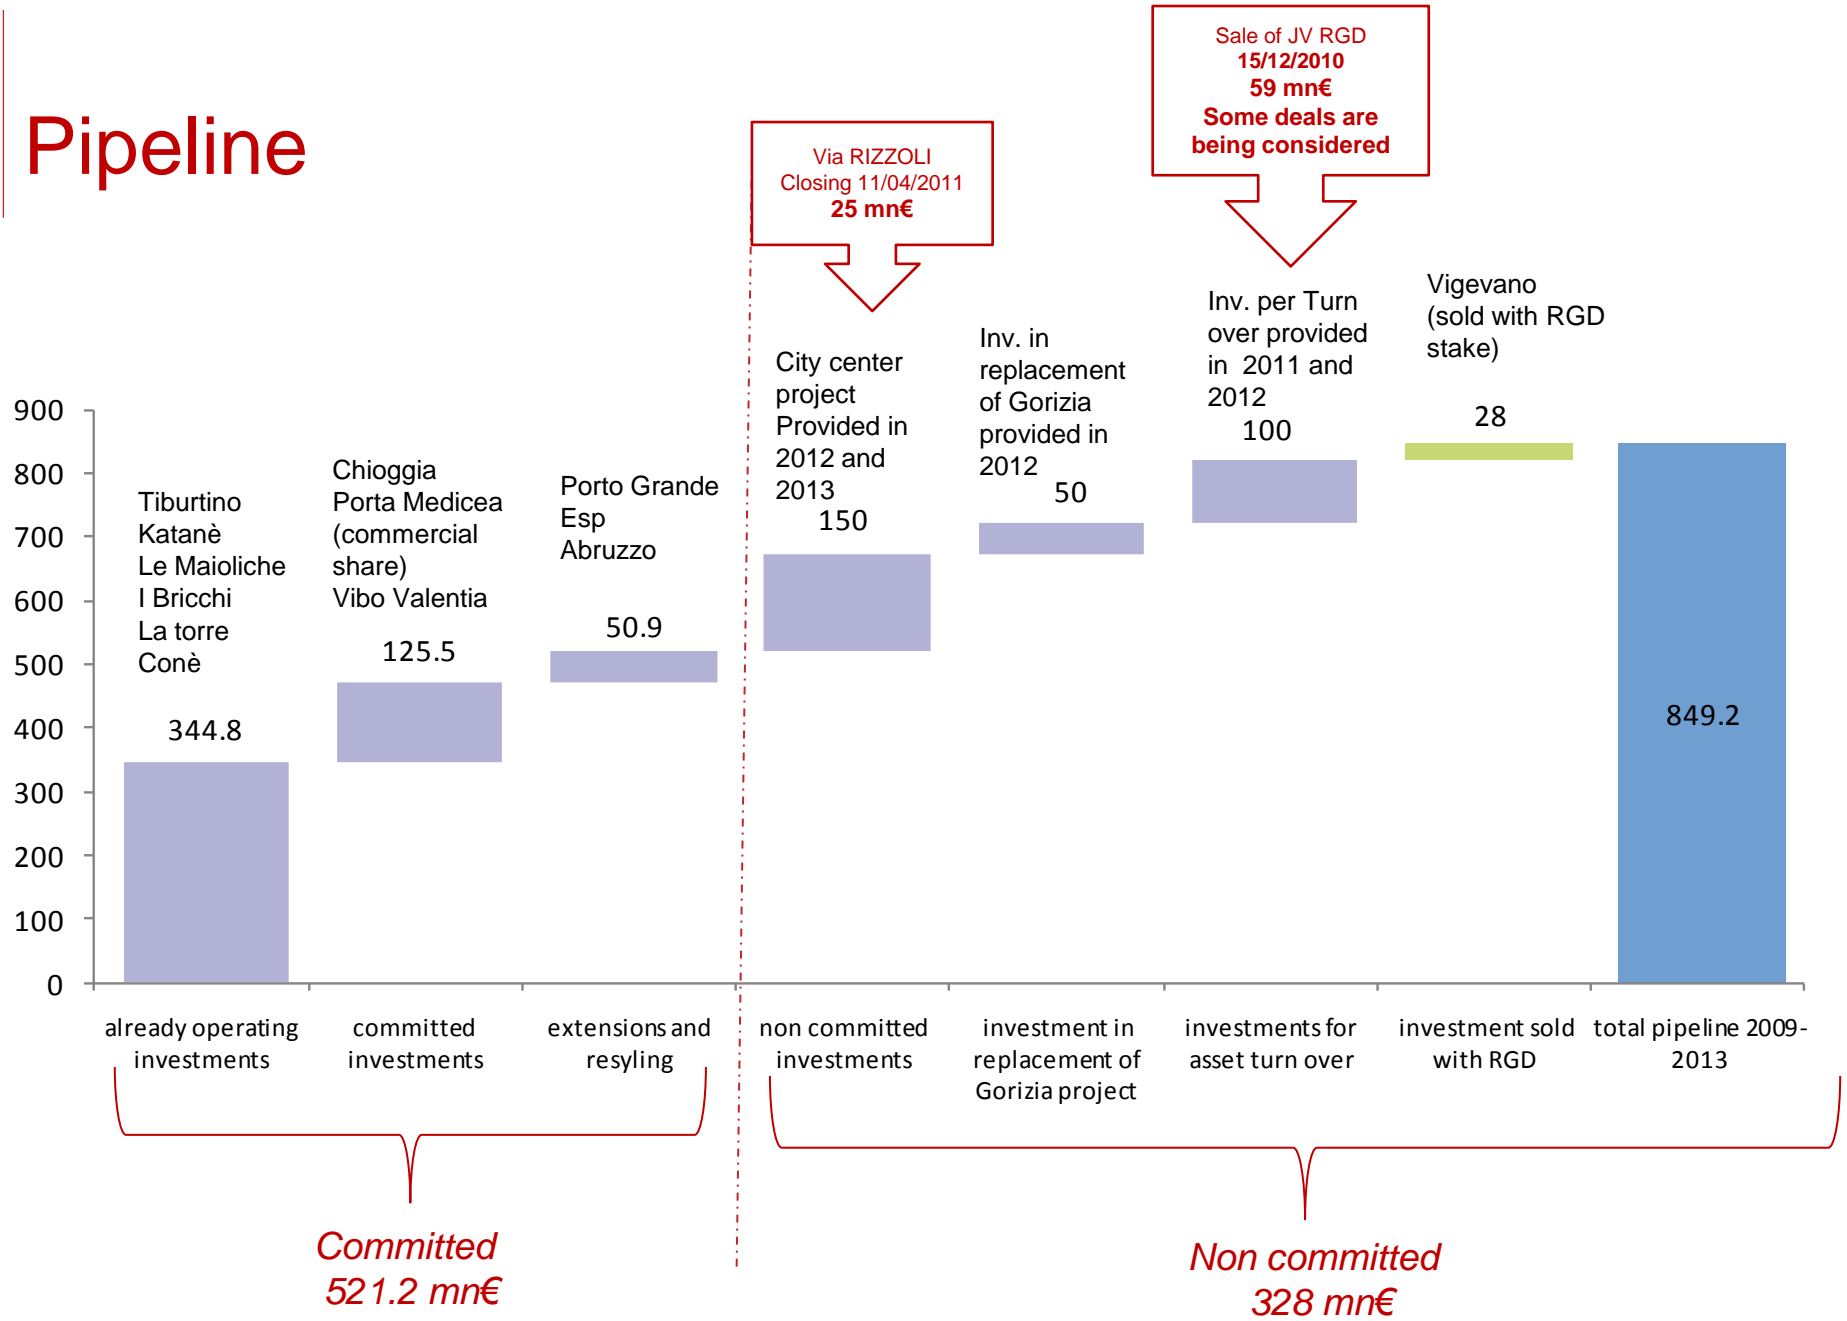 Pipeline
Sale of JV RGD
15/12/2010
59 mn€
Some deals are
being considered
Via RIZZOLI
Closing 11/04/2011
25 mn€
Tiburtino
Katanè
Le Maioliche
I Bricchi
La torre
Conè
344.8
Chioggia
Porta Medicea
(commercial
share)
Vibo Valentia
125.5
Porto Grande
Esp
Abruzzo
50.9
City center
project
Provided in
2012 and
2013
150
Inv. in
replacement
of Gorizia
provided in
2012
50
Inv. per Turn
over provided
in 2011 and
2012
100
Vigevano
(sold with RGD
stake)
28
849.2
900
800
700
600
500
400
300
200
100
0
already operating
investments
committed
investments
extensions and
resyling
non committed
investments
investment in
replacement of
Gorizia project
investments for
asset turn over
investment sold
with RGD
total pipeline 2009-
2013
Committed
521.2 mn€
Non committed
328 mn€